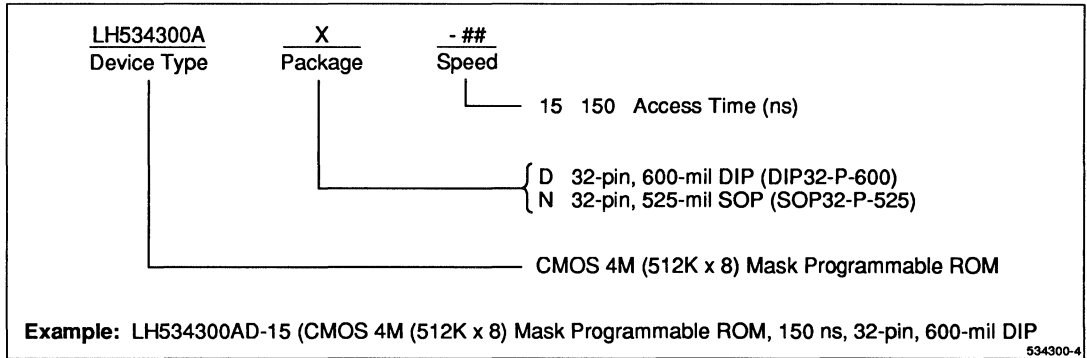 LH534300A X - ##
Device Type Package Speed
15 150 Access Time (ns)
D 32-pin, 600-mil DIP (DIP32-P-600)
N 32-pin, 525-mil SOP (SOP32-P-525)
CMOS 4M (512K x 8) Mask Programmable ROM
Example: LH534300AD-15 (CMOS 4M (512K x 8) Mask Programmable ROM, 150 ns, 32-pin, 600-mil DIP
534300-4